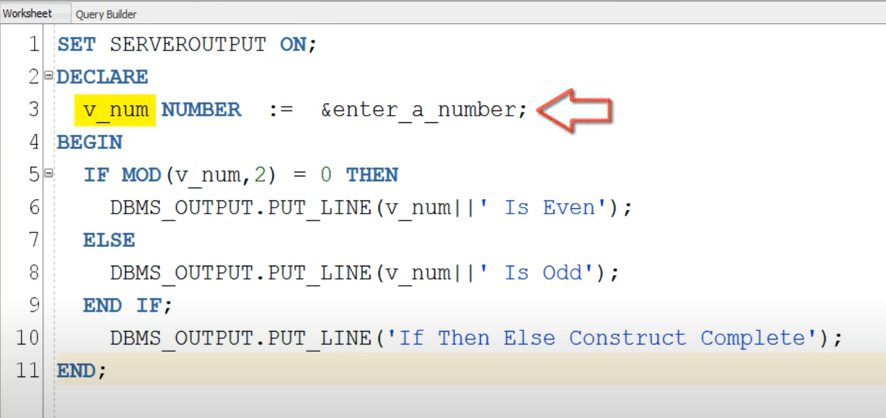 Worksheet Query Builder
1 SET SERVEROUTPUT ON;
2 DECLARE
3 v_num NUMBER := &enter_a_number;
4 BEGIN
5 IF MOD(v_num,2) = 0 THEN
6 DBMS_OUTPUT.PUT_LINE(v_num||' Is Even');
7 ELSE
8 DBMS_OUTPUT.PUT_LINE(v_num||' Is Odd');
9 END IF;
10 DBMS_OUTPUT.PUT_LINE('If Then Else Construct Complete');
11 END;